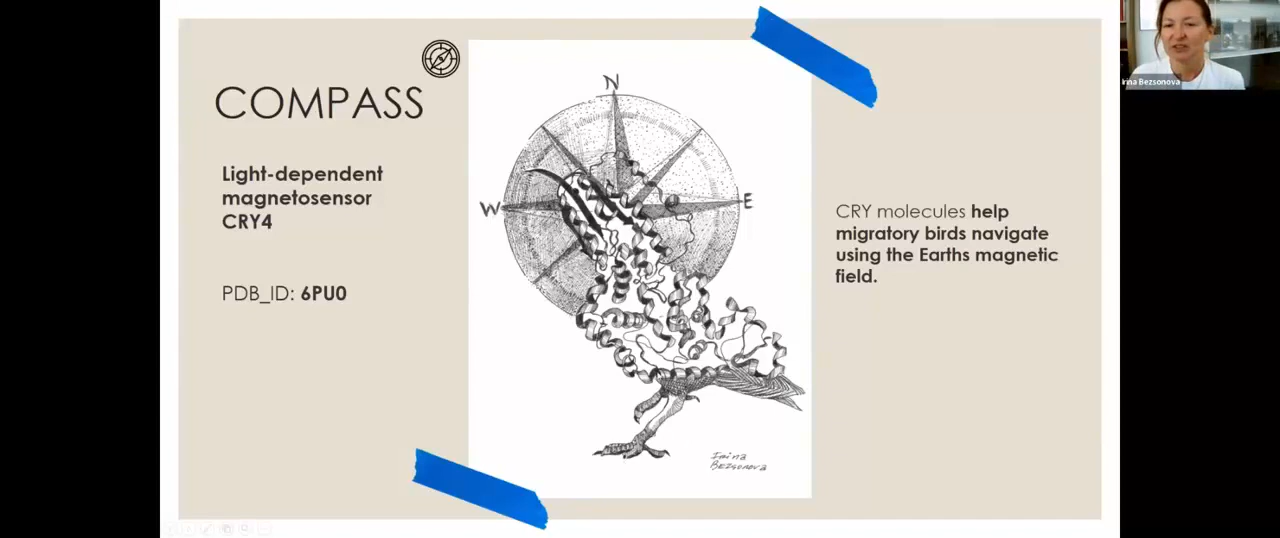 COMPASS
Light-dependent
magnetosensor
CRY4
PDB_ID: 6PU0
N
W
E
Irina
Bezsonova
CRY molecules help
migratory birds navigate
using the Earths magnetic
field.
Irina Bezsonova